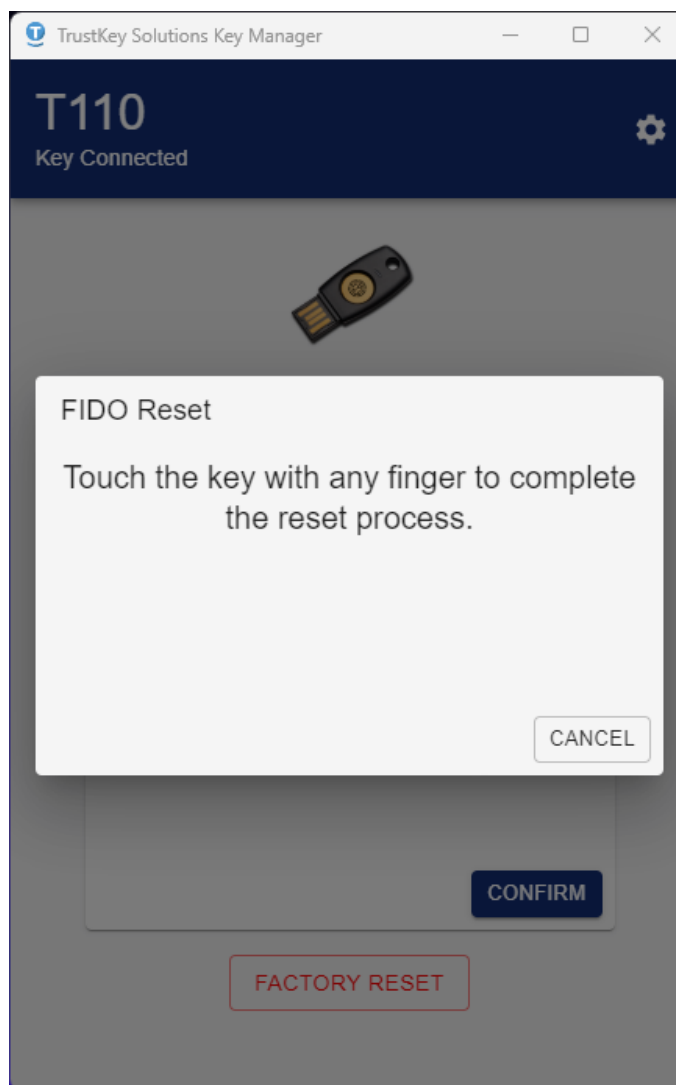 TrustKey Solutions Key Manager
T110
Key Connected
FIDO Reset
Touch the key with any finger to complete
the reset process.
CANCEL
CONFIRM
FACTORY RESET